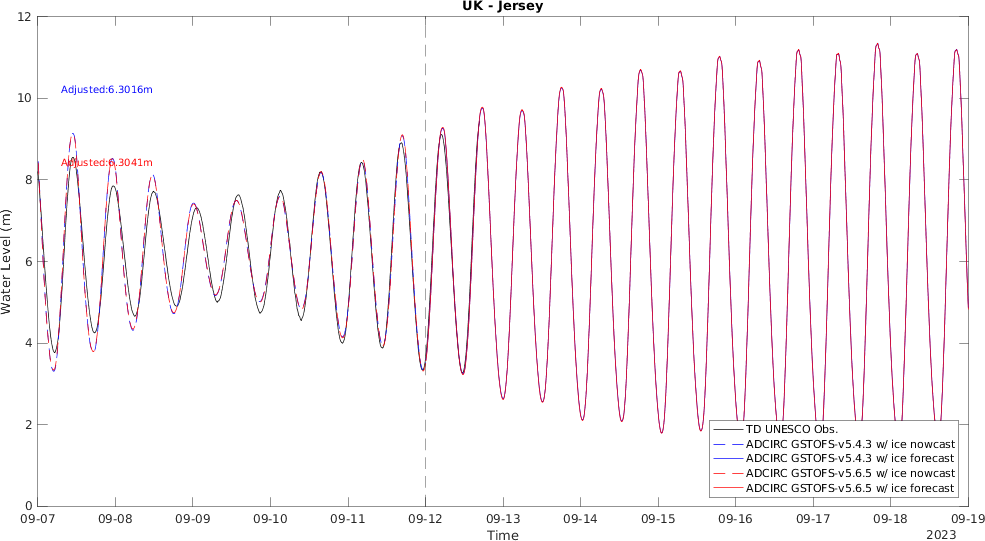 UK - Jersey
12
10
8
6
4
2
0
Water Level (m)
Adjusted:6.3016m
Adjusted:6.3041m
TD UNESCO Obs.
ADCIRC GSTOFS-v5.4.3 w/ ice nowcast
ADCIRC GSTOFS-v5.4.3 w/ ice forecast
ADCIRC GSTOFS-v5.6.5 w/ ice nowcast
ADCIRC GSTOFS-v5.6.5 w/ ice forecast
09-07 09-08 09-09 09-10 09-11 09-12 09-13 09-14 09-15 09-16 09-17 09-18 09-19
Time
2023